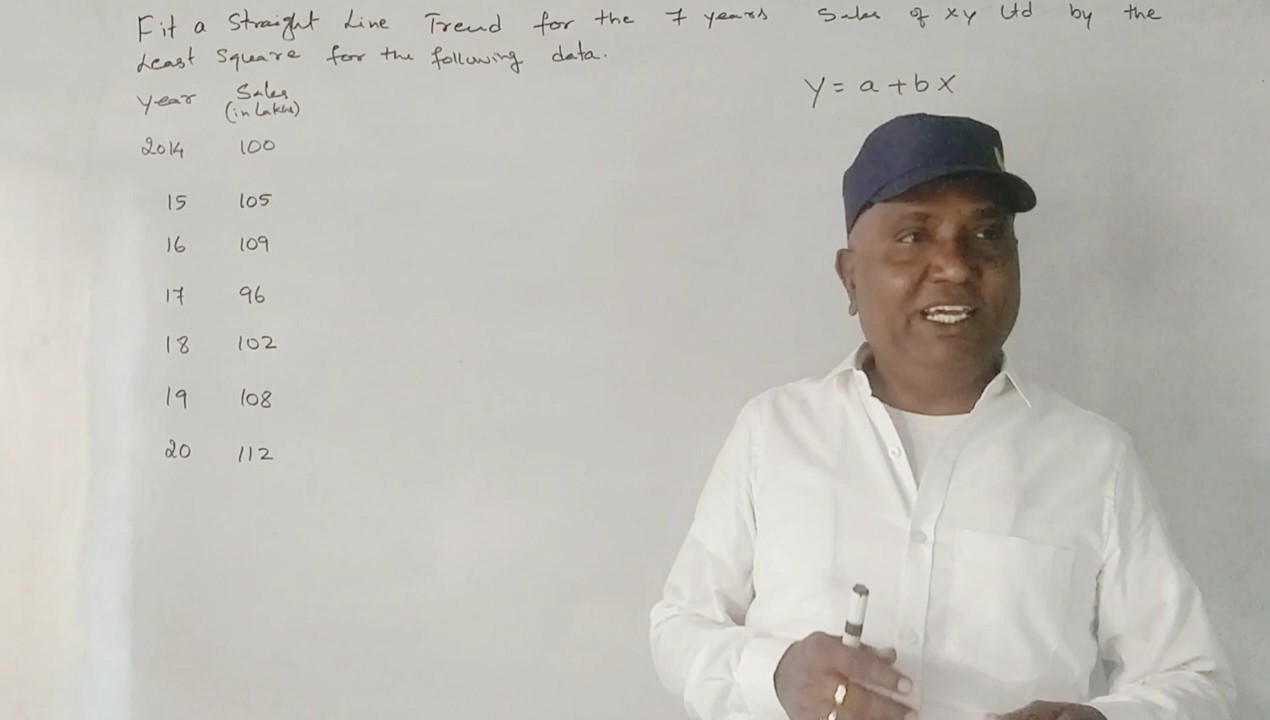 Fit a Straight Line Trend for the 7 years Sales of xy Ltd by the
Least Square for the following data.
Y = a + b X
Year Sales
(in Lakhs)
2014 100
15 105
16 109
17 96
18 102
19 108
20 112